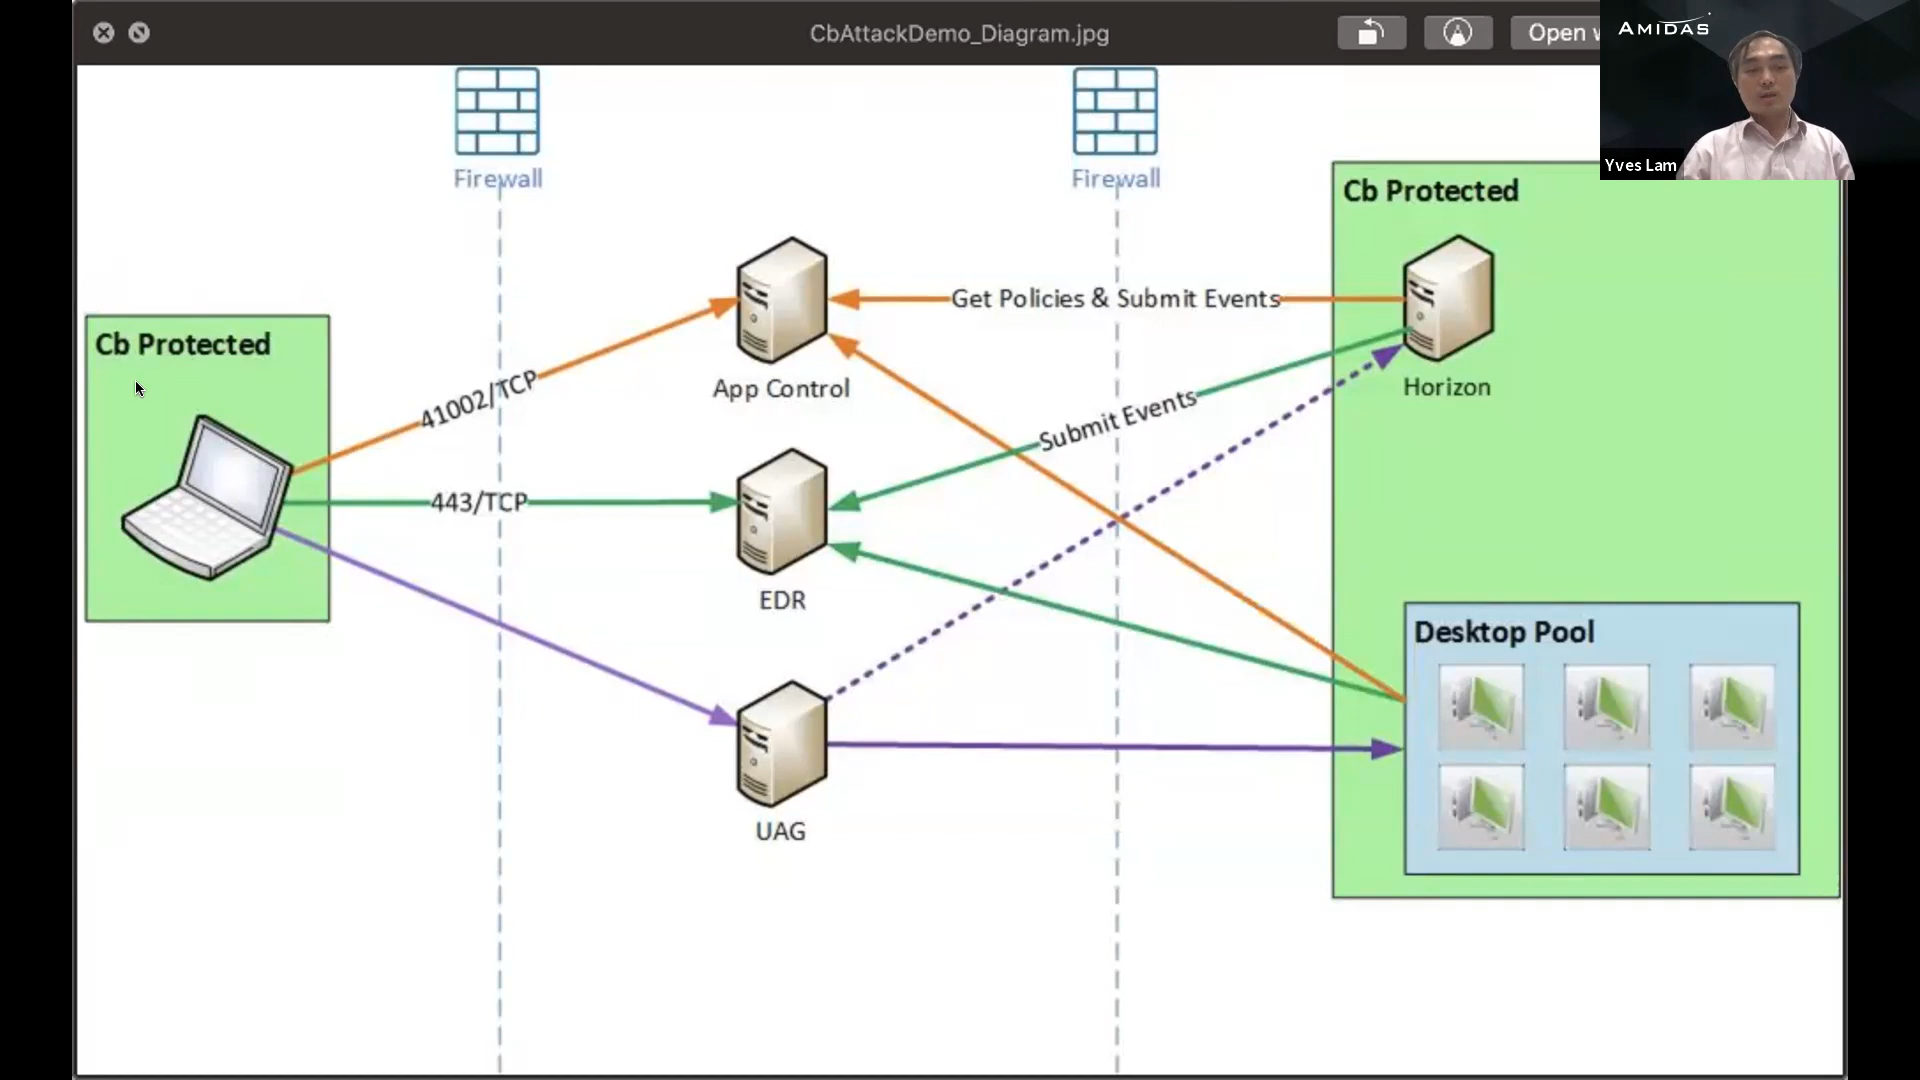 CbAttackDemo_Diagram.jpg
Open w
AMIDAS
Yves Lam
Firewall
Firewall
Cb Protected
Get Policies & Submit Events
Cb Protected
41002/TCP
App Control
Horizon
Submit Events
443/TCP
EDR
Desktop Pool
UAG